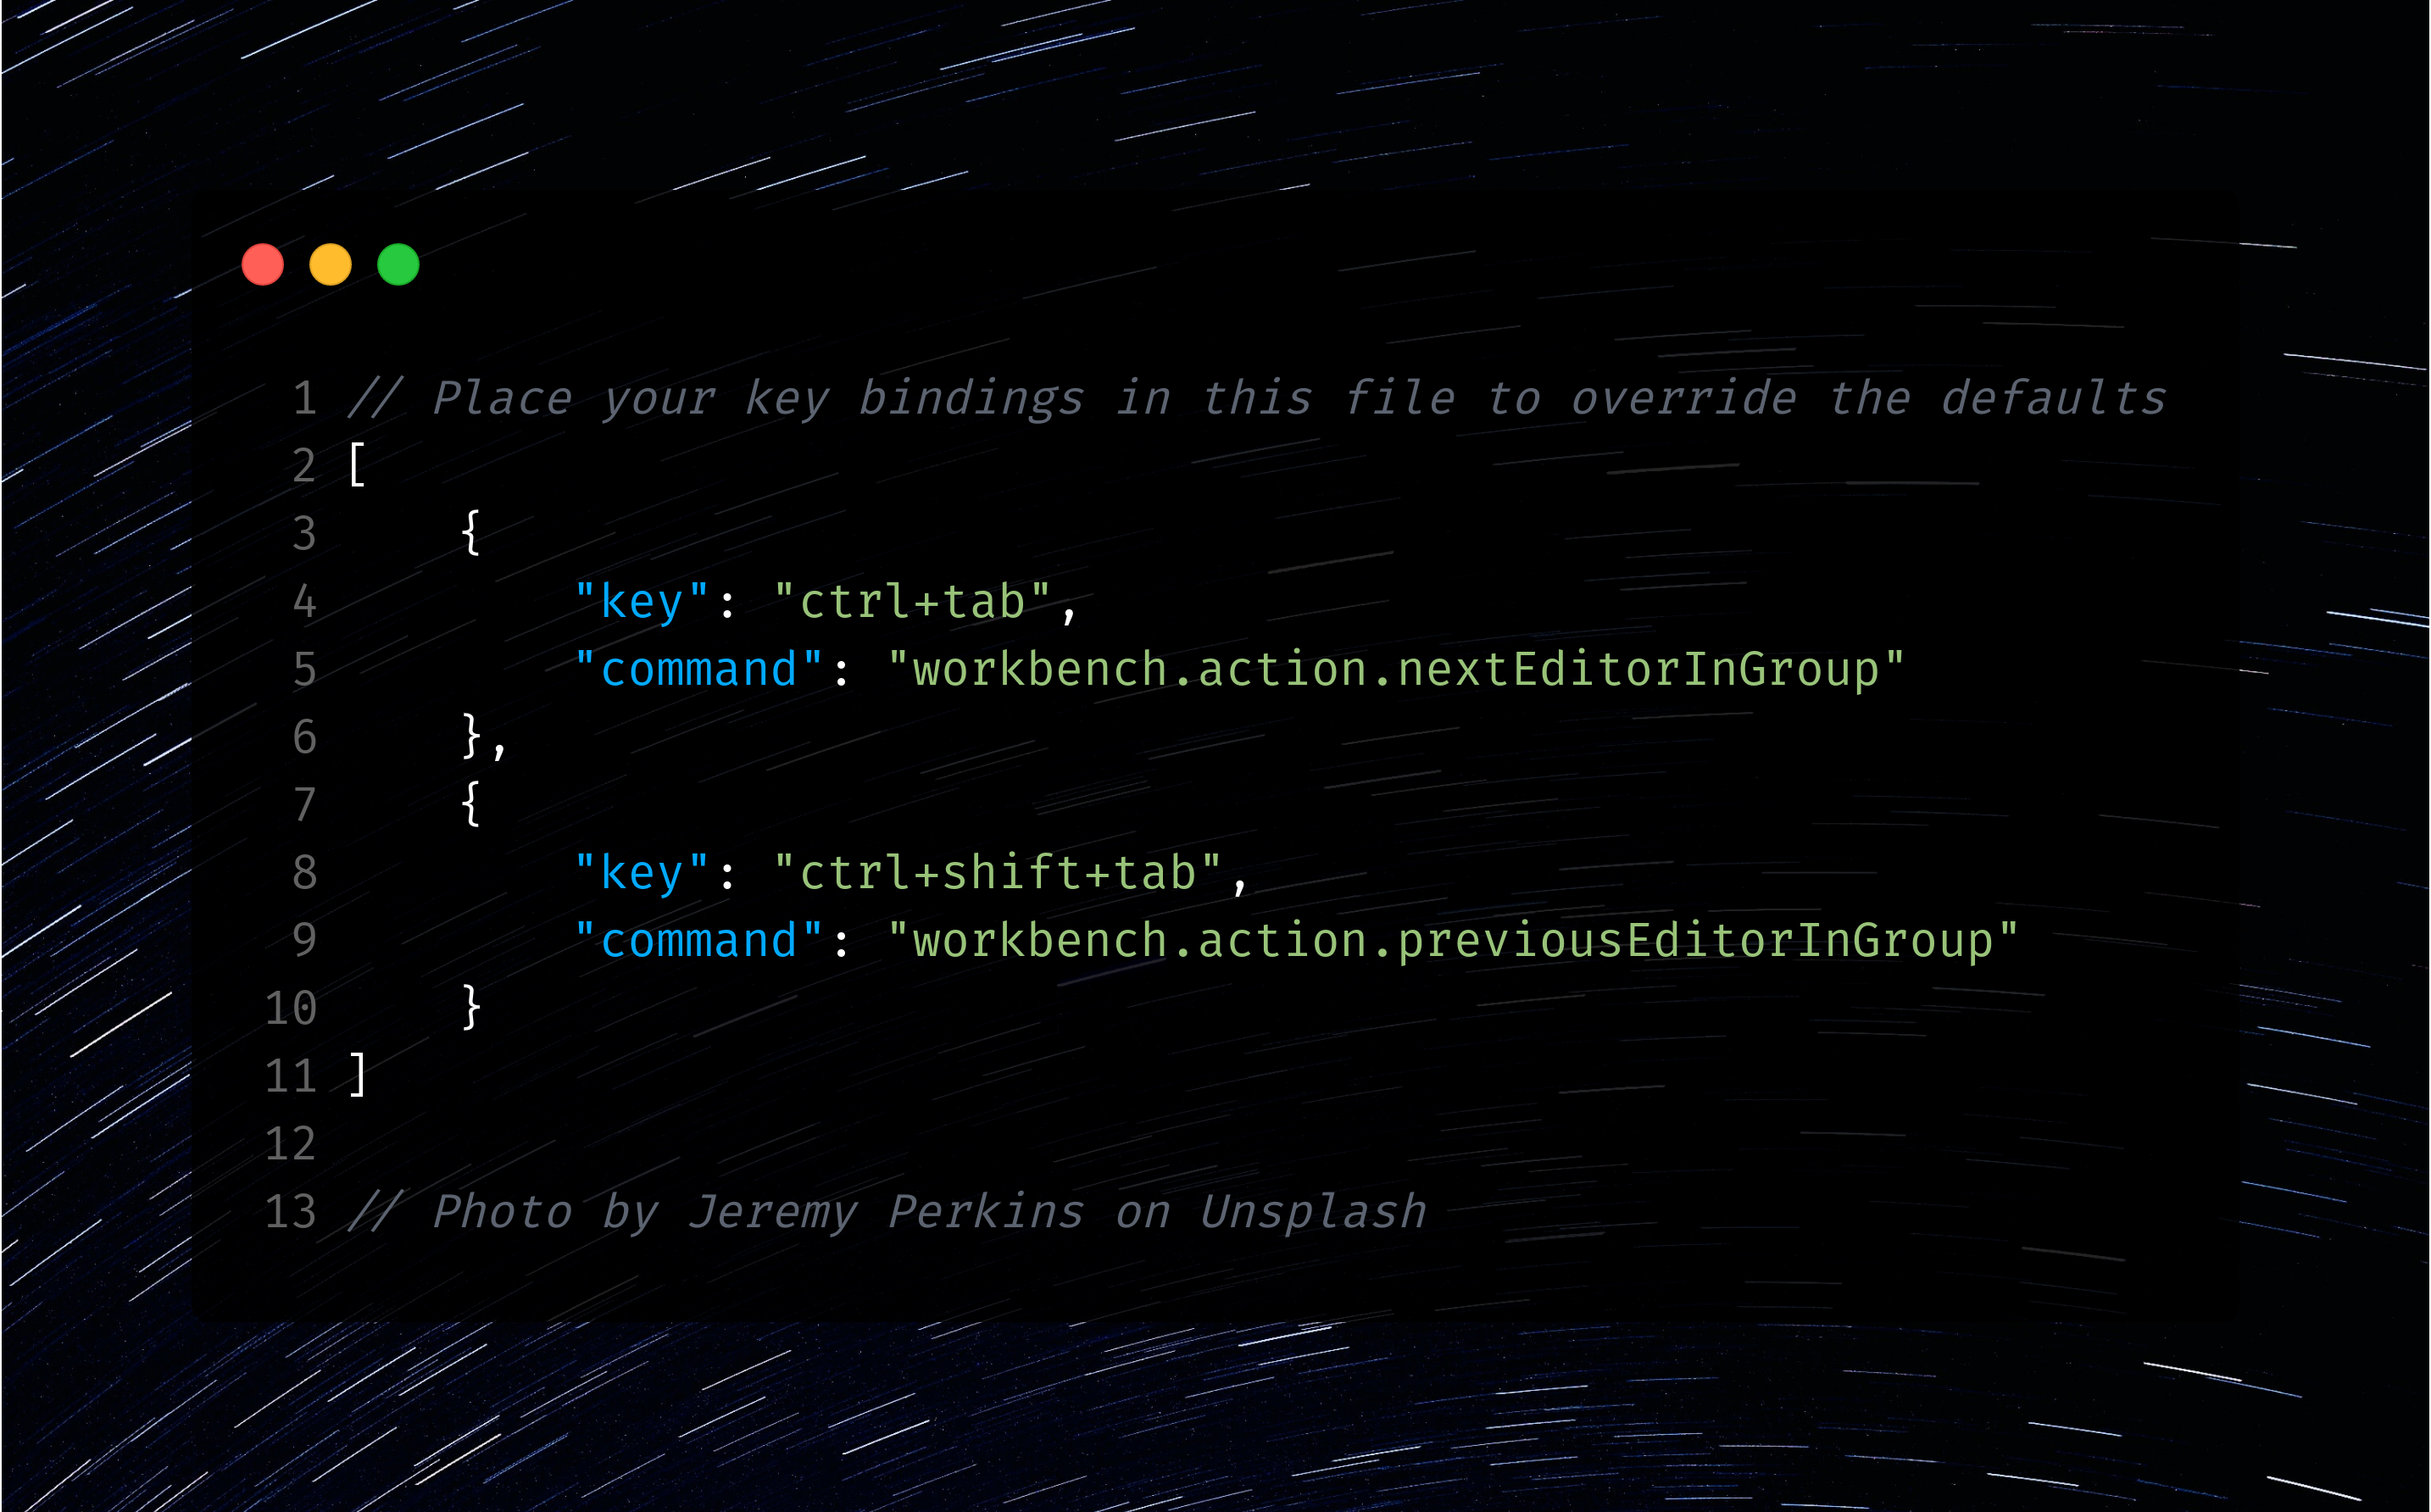 1 // Place your key bindings in this file to override the defaults
2 [
3     {
4         "key": "ctrl+tab",
5         "command": "workbench.action.nextEditorInGroup"
6     },
7     {
8         "key": "ctrl+shift+tab",
9         "command": "workbench.action.previousEditorInGroup"
10     }
11 ]
12
13 // Photo by Jeremy Perkins on Unsplash